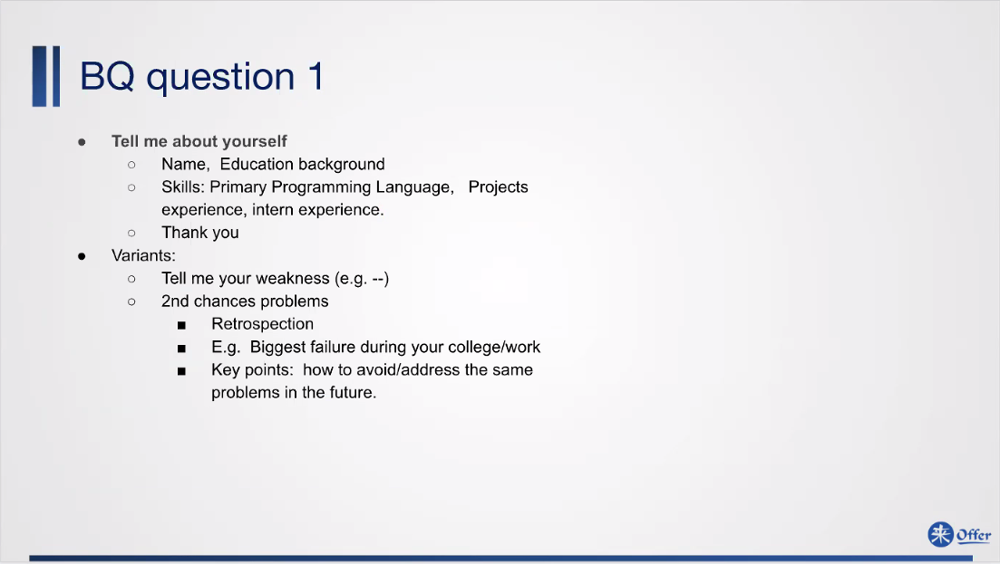 BQ question 1
● Tell me about yourself
○ Name, Education background
○ Skills: Primary Programming Language, Projects
experience, intern experience.
○ Thank you
● Variants:
○ Tell me your weakness (e.g. --)
○ 2nd chances problems
■ Retrospection
■ E.g. Biggest failure during your college/work
■ Key points: how to avoid/address the same
problems in the future.
来 Offer